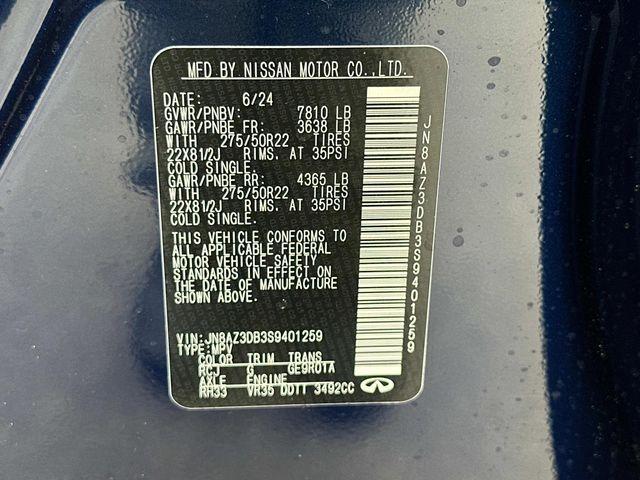 MFD BY NISSAN MOTOR CO.,LTD.
DATE: 6/24
GVWR/PNBV: 7810 LB
GAWR/PNBE FR: 3638 LB
WITH 275/50R22 TIRES
22X81/2J RIMS. AT 35PSI
COLD SINGLE.
GAWR/PNBE RR: 4365 LB
WITH 275/50R22 TIRES
22X81/2J RIMS. AT 35PSI
COLD SINGLE.
THIS VEHICLE CONFORMS TO
ALL APPLICABLE FEDERAL
MOTOR VEHICLE SAFETY
STANDARDS IN EFFECT ON
THE DATE OF MANUFACTURE
SHOWN ABOVE.
VIN:JN8AZ3DB3S9401259
TYPE:MPV
COLOR TRIM TRANS
RCJ G GE9R01A
AXLE ENGINE
RH33 VR35 DDTT 3492CC
JN8AZ3DB3S9401259
INFINITI